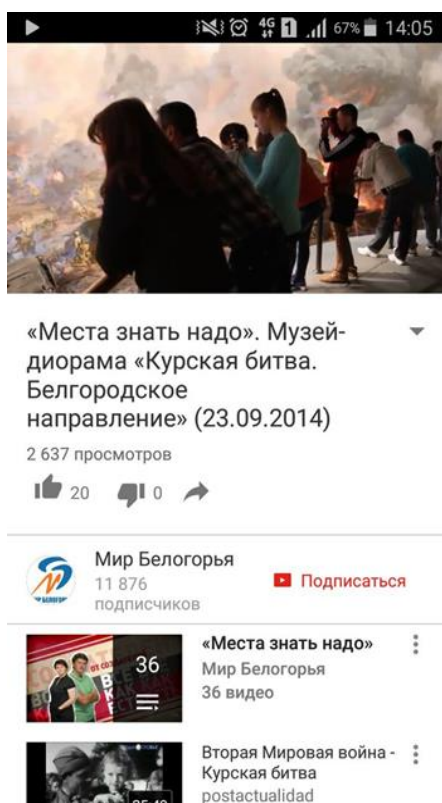 4G 1 67% 14:05
«Места знать надо». Музей-
диорама «Курская битва.
Белгородское
направление» (23.09.2014)
2 637 просмотров
20 0
Мир Белогорья
11 876
подписчиков
Подписаться
36
«Места знать надо»
Мир Белогорья
36 видео
Вторая Мировая война -
Курская битва
postactualidad